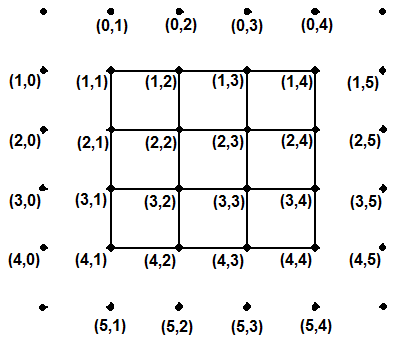 (0,1) (0,2) (0,3) (0,4)
(1,0) (1,1) (1,2) (1,3) (1,4) (1,5)
(2,0) (2,1) (2,2) (2,3) (2,4) (2,5)
(3,0) (3,1) (3,2) (3,3) (3,4) (3,5)
(4,0) (4,1) (4,2) (4,3) (4,4) (4,5)
(5,1) (5,2) (5,3) (5,4)